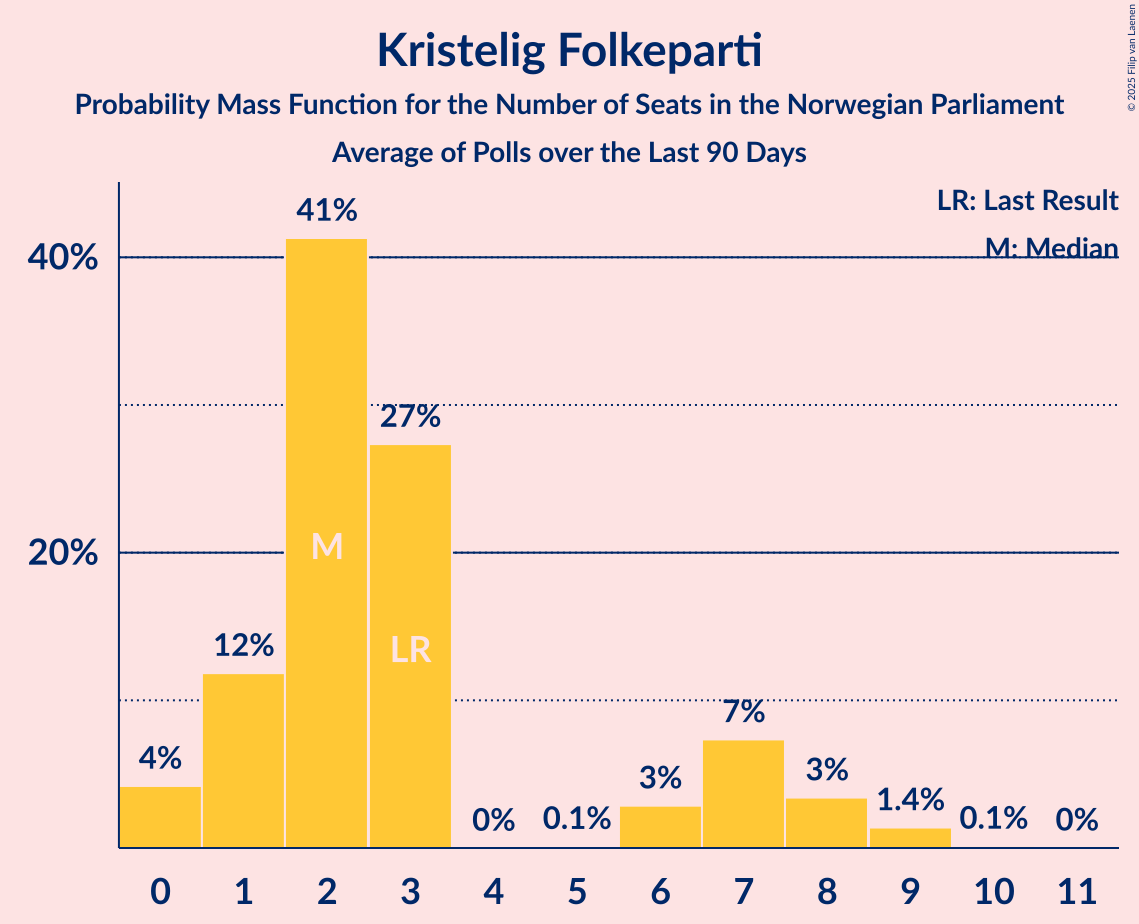 Kristelig Folkeparti
Probability Mass Function for the Number of Seats in the Norwegian Parliament
Average of Polls over the Last 90 Days
© 2025 Filip van Laenen
LR: Last Result
M: Median
40%
20%
4%
12%
41%
27%
0%
0.1%
3%
7%
3%
1.4%
0.1%
0%
M
LR
0 1 2 3 4 5 6 7 8 9 10 11